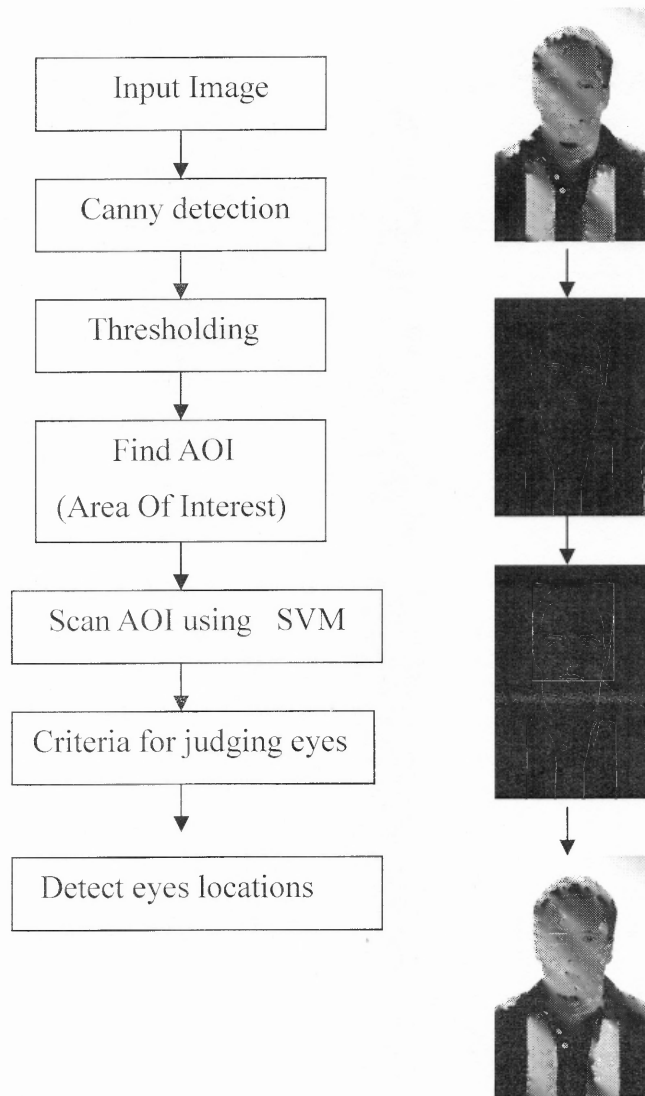 Input Image
Canny detection
Thresholding
Find AOI
(Area Of Interest)
Scan AOI using SVM
Criteria for judging eyes
Detect eyes locations